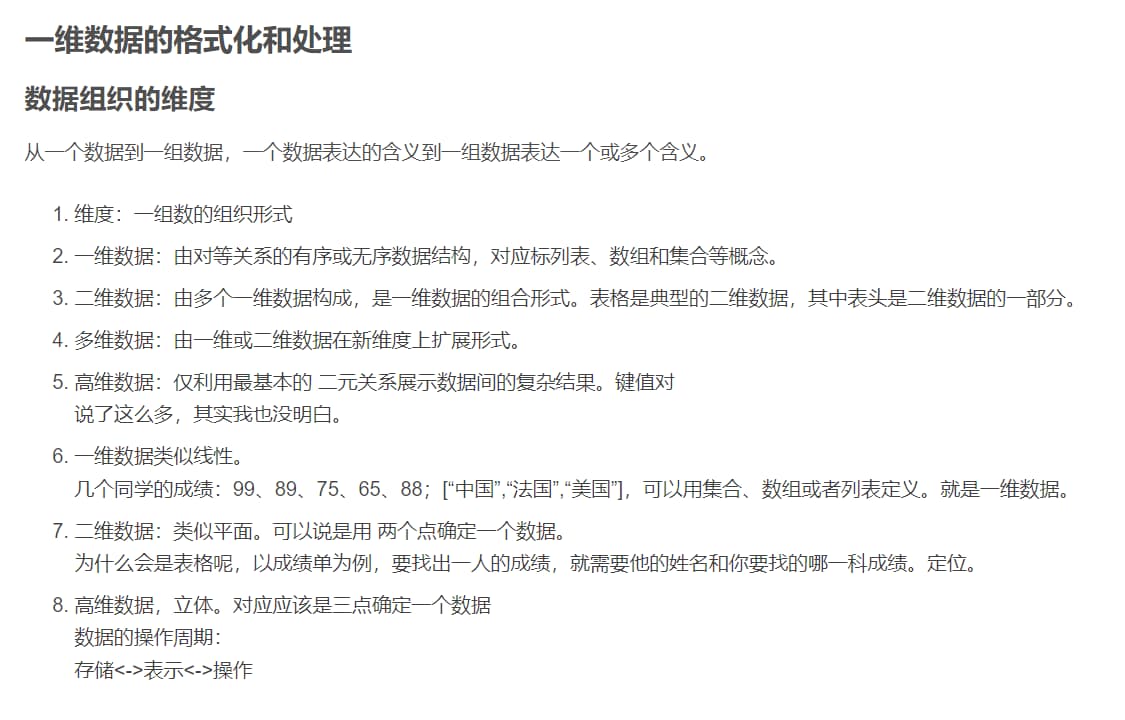 一维数据的格式化和处理
数据组织的维度
从一个数据到一组数据，一个数据表达的含义到一组数据表达一个或多个含义。
1. 维度：一组数的组织形式
2. 一维数据：由对等关系的有序或无序数据结构，对应标列表、数组和集合等概念。
3. 二维数据：由多个一维数据构成，是一维数据的组合形式。表格是典型的二维数据，其中表头是二维数据的一部分。
4. 多维数据：由一维或二维数据在新维度上扩展形式。
5. 高维数据：仅利用最基本的 二元关系展示数据间的复杂结果。键值对
说了这么多，其实我也没明白。
6. 一维数据类似线性。
几个同学的成绩：99、89、75、65、88；[“中国”,“法国”,“美国”]，可以用集合、数组或者列表定义。就是一维数据。
7. 二维数据：类似平面。可以说是用 两个点确定一个数据。
为什么会是表格呢，以成绩单为例，要找出一人的成绩，就需要他的姓名和你要找的哪一科成绩。定位。
8. 高维数据，立体。对应应该是三点确定一个数据
数据的操作周期：
存储<->表示<->操作